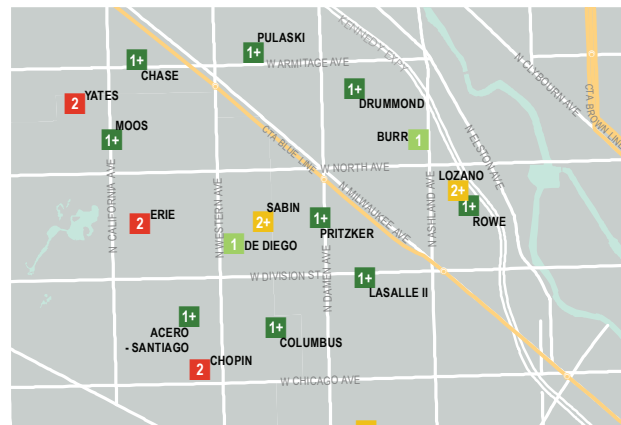 PULASKI
1+
1+
CHASE
W ARMITAGE AVE
KENNEDY EXPY
N CLYBOURN AVE
CTA BROWN LINE
YATES
2
1+
DRUMMOND
MOOS
1+
CTA BLUE LINE
BURR
1
N ELSTON AVE
W NORTH AVE
LOZANO
2+
1+
ROWE
N CALIFORNIA AVE
N WESTERN AVE
N MILWAUKEE AVE
N ASHLAND AVE
ERIE
2
SABIN
2+
1+
PRITZKER
1
DE DIEGO
N DAMEN AVE
W DIVISION ST
1+
LASALLE II
1+
ACERO
- SANTIAGO
1+
COLUMBUS
CHOPIN
2
W CHICAGO AVE